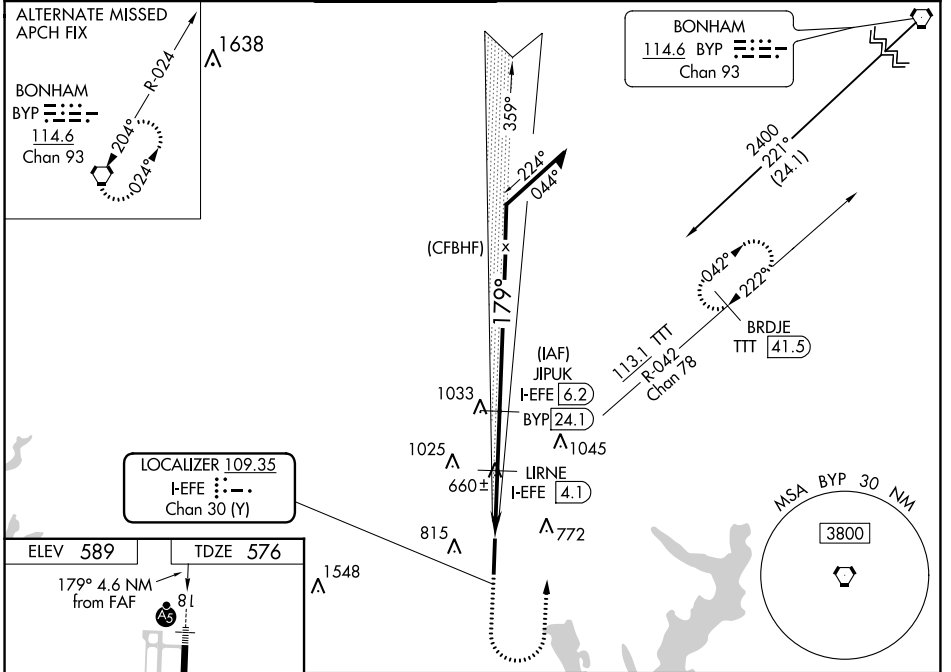 ALTERNATE MISSED
APCH FIX
BONHAM
BYP
114.6
Chan 93
R-024
204°
024°
1638
BONHAM
114.6 BYP
Chan 93
2400
221°
(24.1)
359°
224°
044°
(CFBHF)
x
179°
042°
222°
BRDJE
TTT 41.5
113.1 TTT
R-042
Chan 78
(IAF)
JIPUK
I-EFE 6.2
BYP 24.1
1033
1045
1025
660±
LIRNE
I-EFE 4.1
LOCALIZER 109.35
I-EFE
Chan 30 (Y)
815
772
MSA BYP 30 NM
3800
ELEV 589
TDZE 576
179° 4.6 NM
from FAF
A5
18
1548